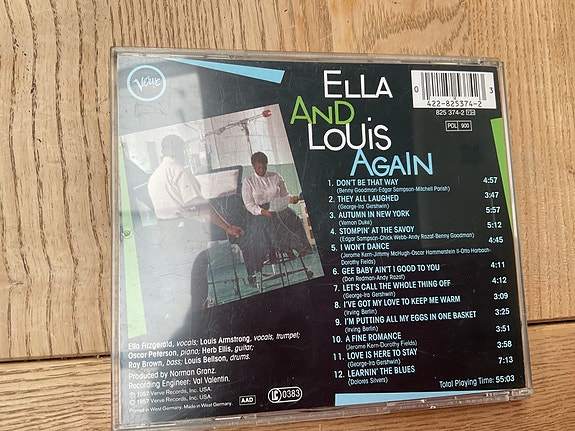 Verve
ELLA
AND
LOUIS
AGAIN
0 422-825374-2 3
825 374-2
POL 900
1. DON'T BE THAT WAY 4:57
(Benny Goodman-Edgar Sampson-Mitchell Parish)
2. THEY ALL LAUGHED 3:47
(George-Ira Gershwin)
3. AUTUMN IN NEW YORK 5:57
(Vernon Duke)
4. STOMPIN' AT THE SAVOY 5:12
(Edgar Sampson-Chick Webb-Andy Razaf-Benny Goodman)
5. I WON'T DANCE 4:45
(Jerome Kern-Jimmy McHugh-Oscar Hammerstein II-Otto Harbach-
Dorothy Fields)
6. GEE BABY AIN'T I GOOD TO YOU 4:11
(Don Redman-Andy Razaf)
7. LET'S CALL THE WHOLE THING OFF 4:12
(George-Ira Gershwin)
8. I'VE GOT MY LOVE TO KEEP ME WARM 3:09
(Irving Berlin)
9. I'M PUTTING ALL MY EGGS IN ONE BASKET 3:25
(Irving Berlin)
10. A FINE ROMANCE 3:51
(Jerome Kern-Dorothy Fields)
11. LOVE IS HERE TO STAY 3:58
(George-Ira Gershwin)
12. LEARNIN' THE BLUES 7:13
(Dolores Silvers)
Total Playing Time: 55:03
Ella Fitzgerald, vocals; Louis Armstrong, vocals, trumpet;
Oscar Peterson, piano; Herb Ellis, guitar;
Ray Brown, bass; Louis Bellson, drums.
Produced by Norman Granz.
Recording Engineer: Val Valentin.
℗ 1957 Verve Records, Inc. USA.
© 1957 Verve Records, Inc. USA.
Printed in West Germany. Made in West Germany.
AAD
LC 0383